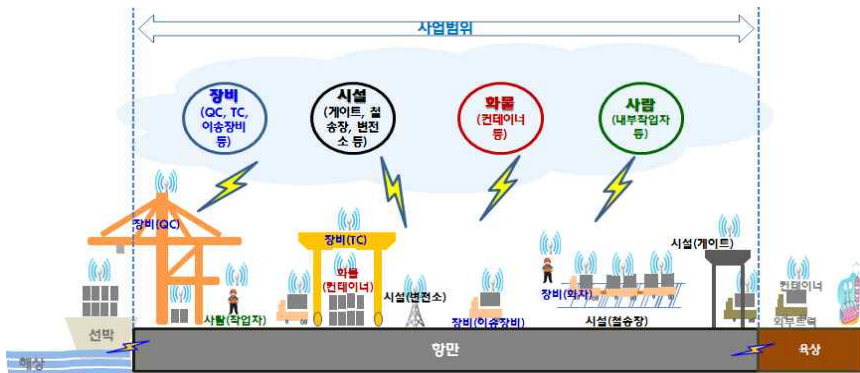 사업범위
장비
(QC, TC,
이송장비
등)
시설
(게이트, 철
송장, 변전
소 등)
화물
(컨테이너
등)
사람
(내부작업자
등)
장비(QC)
장비(TC)
시설(게이트)
화물
(컨테이너)
시설(변전소)
장비(화차)
컨테이너
사람(작업자)
장비(이송장비)
시설(철송장)
외부트럭
선박
항만
육상
해상